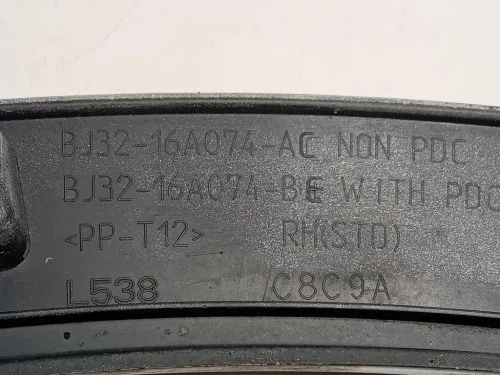 BJ32-16A074-AC NON PDC
BJ32-16A074-BE WITH PDC
<PP-T12> RH(STD)
L538 /C8C9A